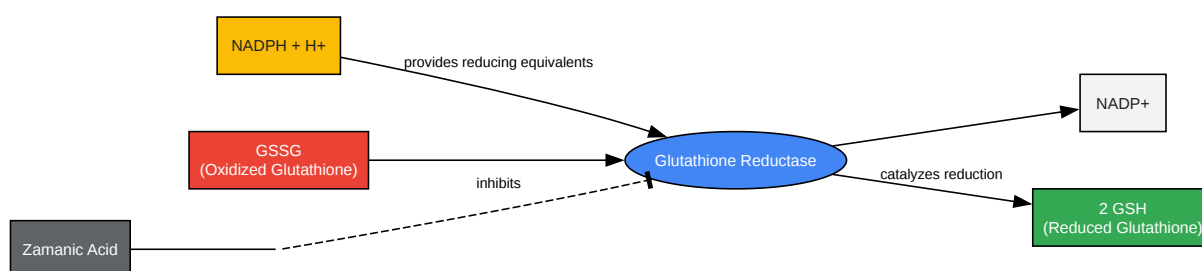 NADPH + H+
provides reducing equivalents
NADP+
GSSG
(Oxidized Glutathione)
Glutathione Reductase
inhibits
catalyzes reduction
2 GSH
(Reduced Glutathione)
Zamanic Acid